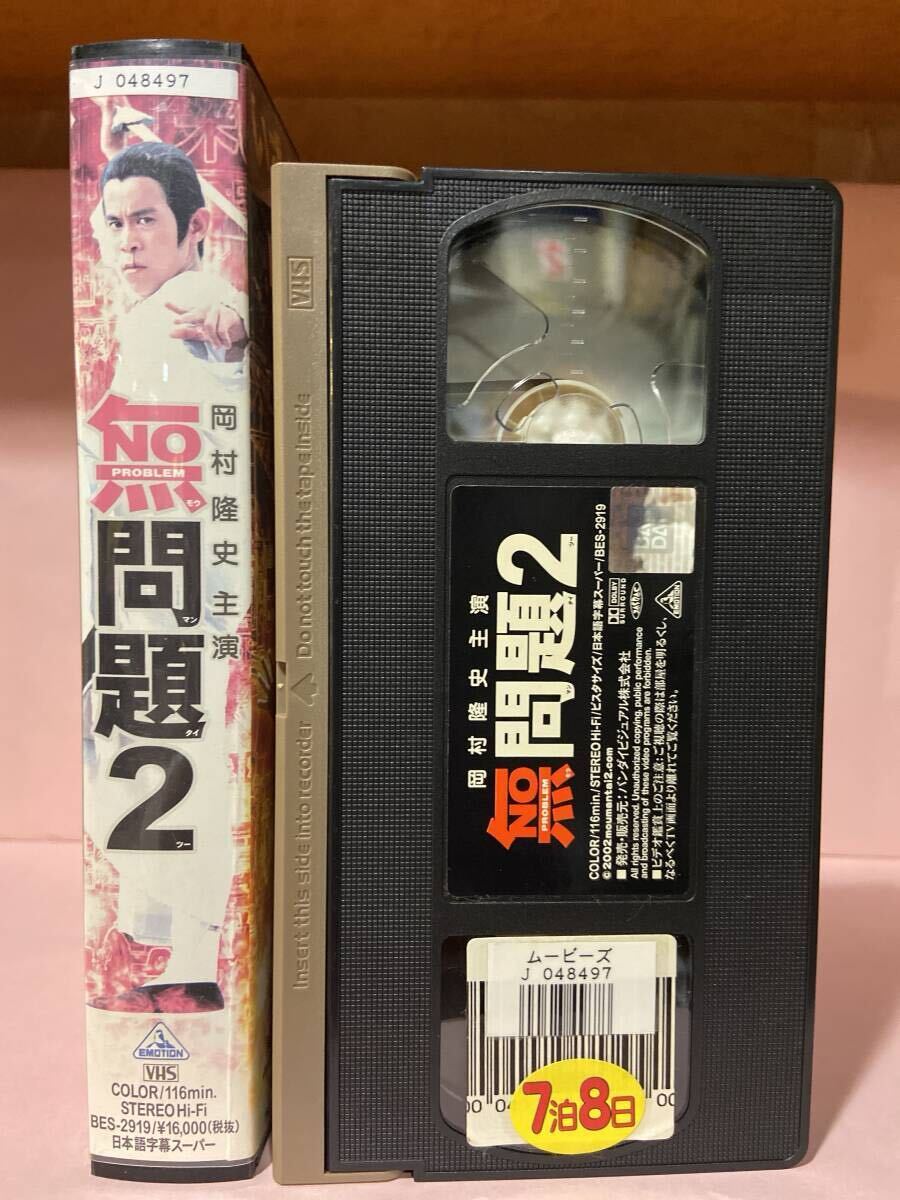 J 048497
岡村隆史主演
無
NO
PROBLEM
モウ
問
マン
題
タイ
2
ツー
EMOTION
VHS
COLOR/116min.
STEREO Hi-Fi
BES-2919/¥16,000(税抜)
日本語字幕スーパー
VHS
Insert this side into recorder
Do not touch the tape inside
岡村隆史主演
無問題2
NO
PROBLEM
マン
ツー
COLOR/116min./STEREO Hi-Fi/ビスタサイズ/日本語字幕スーパー/BES-2919
©2002moumantai2.com
■発売・販売元：バンダイビジュアル株式会社
All rights reserved. Unauthorized copying, public performance
and broadcasting of these video programs are forbidden.
■ビデオ鑑賞上のご注意：ご視聴の際は部屋を明るくし、
なるべくTV画面より離れてご覧ください。
DOLBY
SURROUND
EMOTION
ムービーズ
J 048497
7泊8日